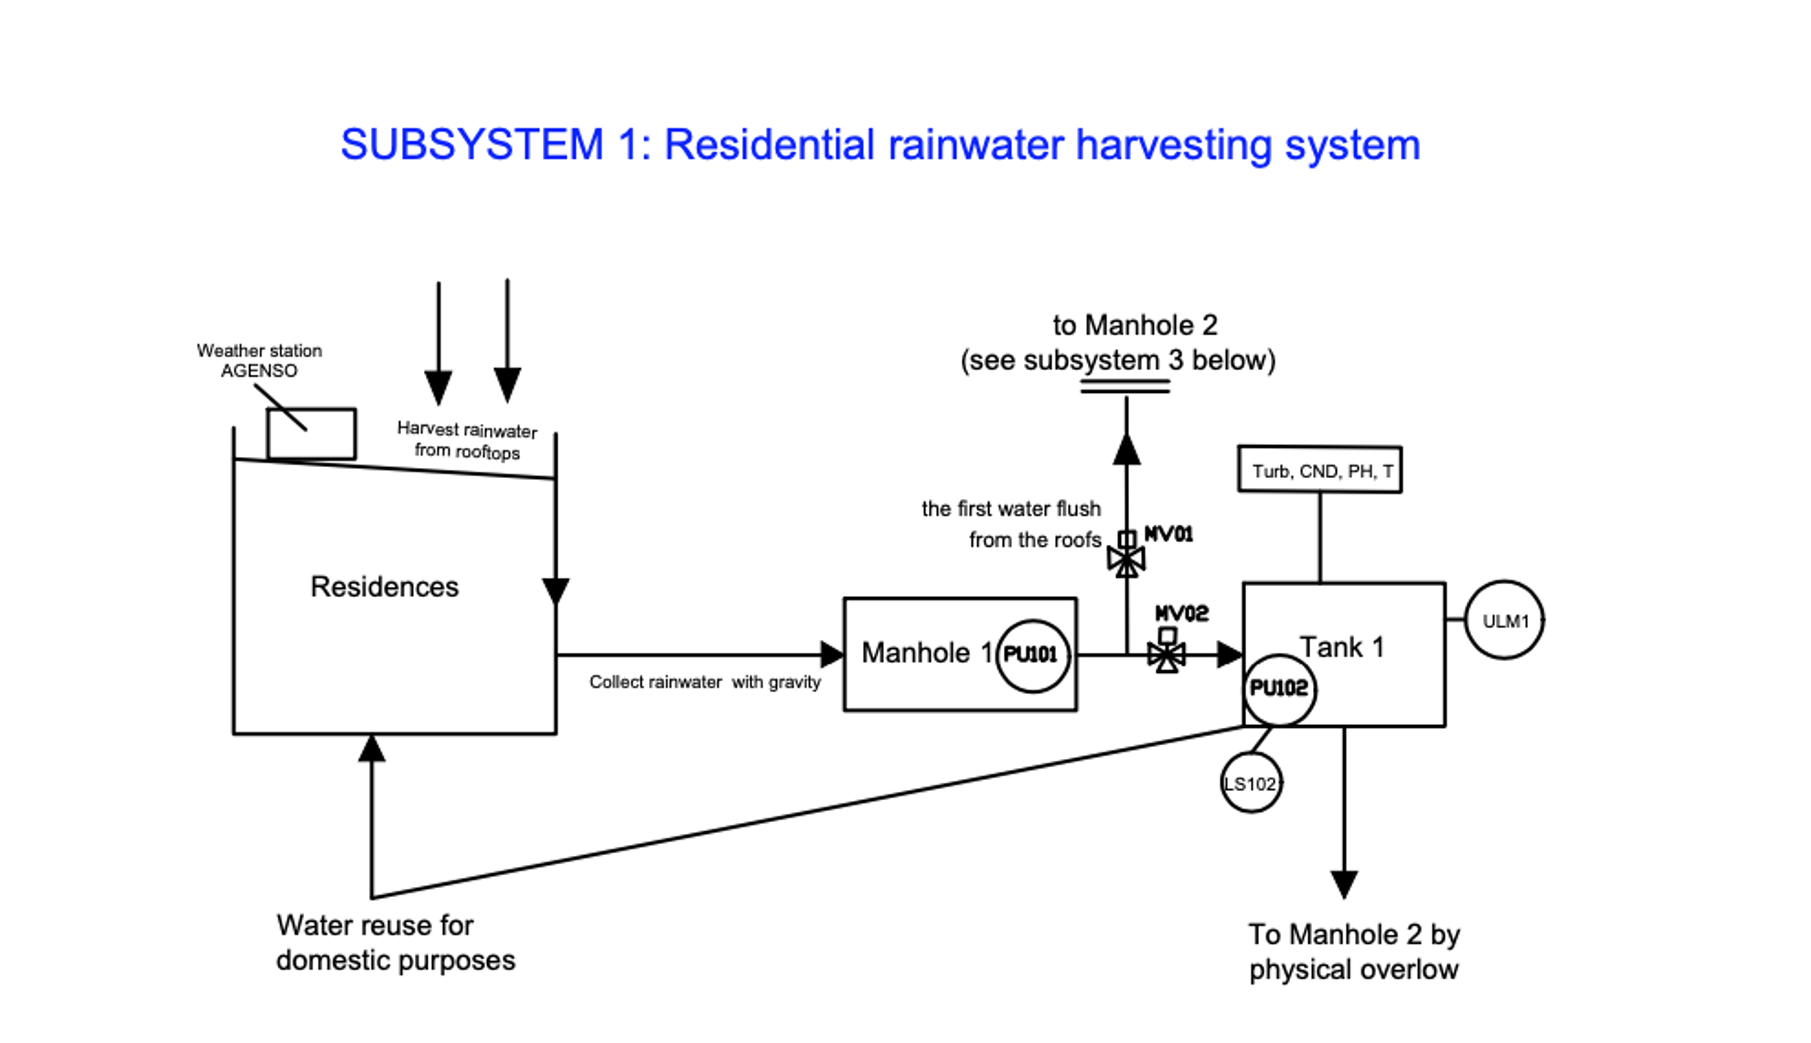 SUBSYSTEM 1: Residential rainwater harvesting system
Weather station
AGENSO
Harvest rainwater
from rooftops
Residences
Collect rainwater with gravity
Manhole 1
PU101
to Manhole 2
(see subsystem 3 below)
the first water flush
from the roofs
MV01
MV02
Turb, CND, PH, T
Tank 1
ULM1
PU102
LS102
Water reuse for
domestic purposes
To Manhole 2 by
physical overlow